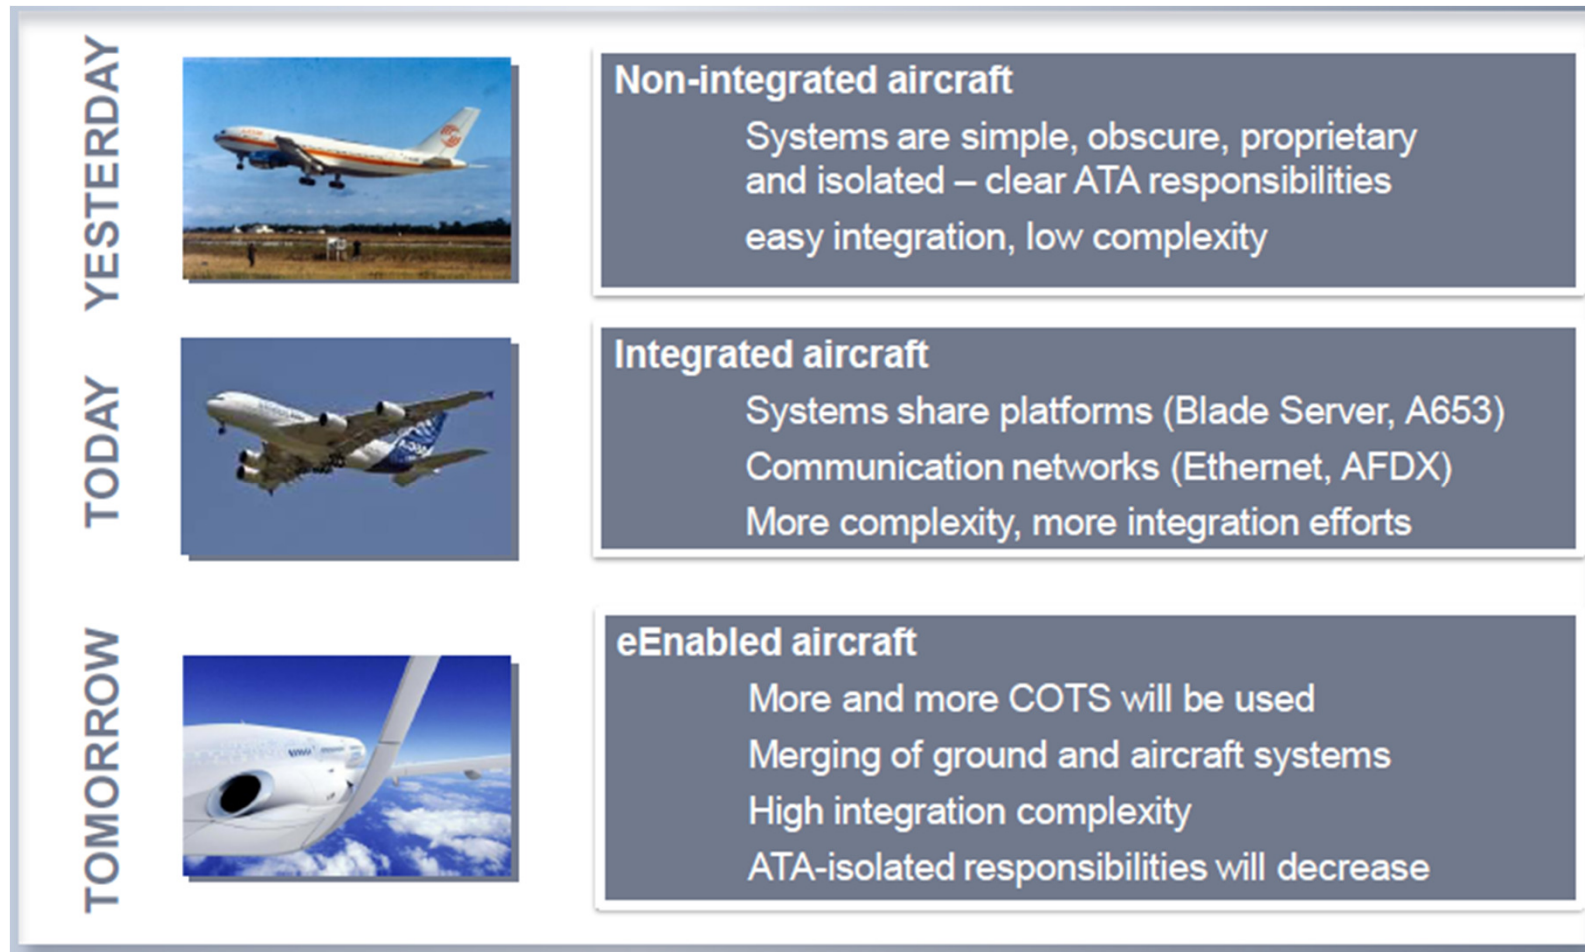 YESTERDAY
Non-integrated aircraft
Systems are simple, obscure, proprietary
and isolated – clear ATA responsibilities
easy integration, low complexity
TODAY
Integrated aircraft
Systems share platforms (Blade Server, A653)
Communication networks (Ethernet, AFDX)
More complexity, more integration efforts
A380
TOMORROW
eEnabled aircraft
More and more COTS will be used
Merging of ground and aircraft systems
High integration complexity
ATA-isolated responsibilities will decrease